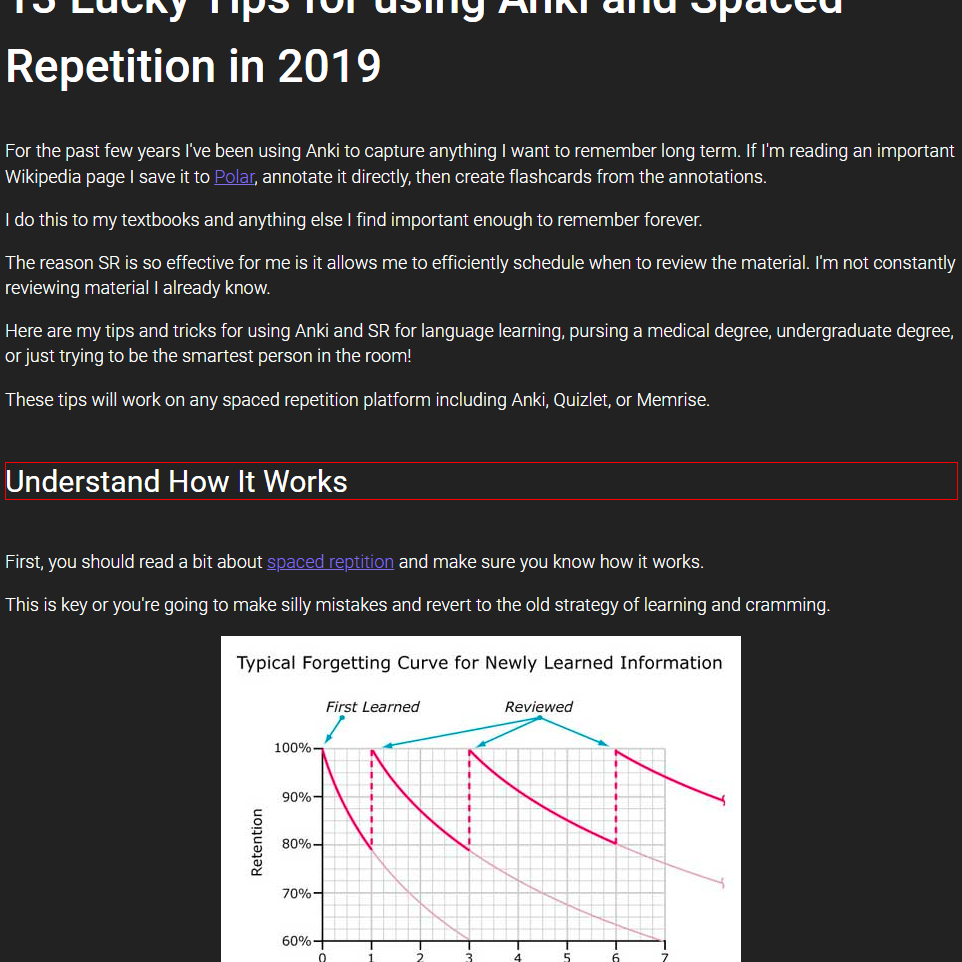 13 Lucky Tips for using Anki and Spaced
Repetition in 2019
For the past few years I've been using Anki to capture anything I want to remember long term. If I'm reading an important
Wikipedia page I save it to Polar, annotate it directly, then create flashcards from the annotations.
I do this to my textbooks and anything else I find important enough to remember forever.
The reason SR is so effective for me is it allows me to efficiently schedule when to review the material. I'm not constantly
reviewing material I already know.
Here are my tips and tricks for using Anki and SR for language learning, pursing a medical degree, undergraduate degree,
or just trying to be the smartest person in the room!
These tips will work on any spaced repetition platform including Anki, Quizlet, or Memrise.
Understand How It Works
First, you should read a bit about spaced reptition and make sure you know how it works.
This is key or you're going to make silly mistakes and revert to the old strategy of learning and cramming.
Typical Forgetting Curve for Newly Learned Information
First Learned Reviewed
100%
90%
80%
70%
60%
Retention
0 1 2 3 4 5 6 7